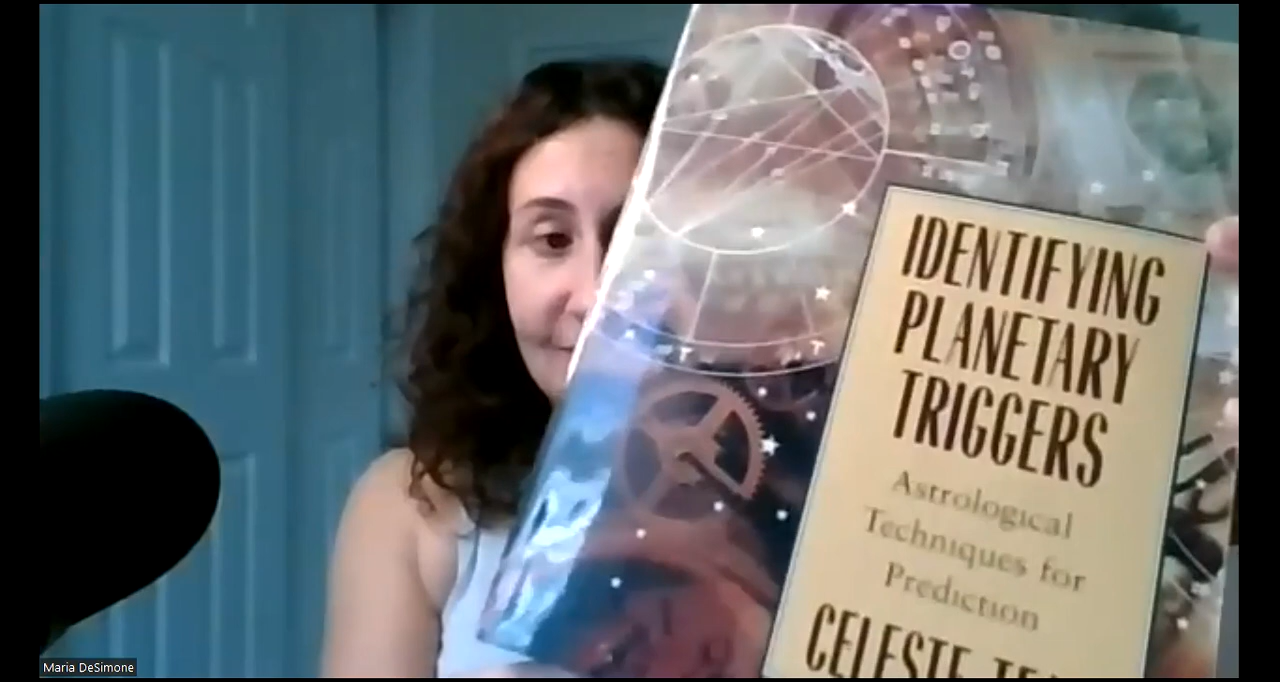 IDENTIFYING
PLANETARY
TRIGGERS
Astrological
Techniques for
Prediction
CELESTE
Maria DeSimone